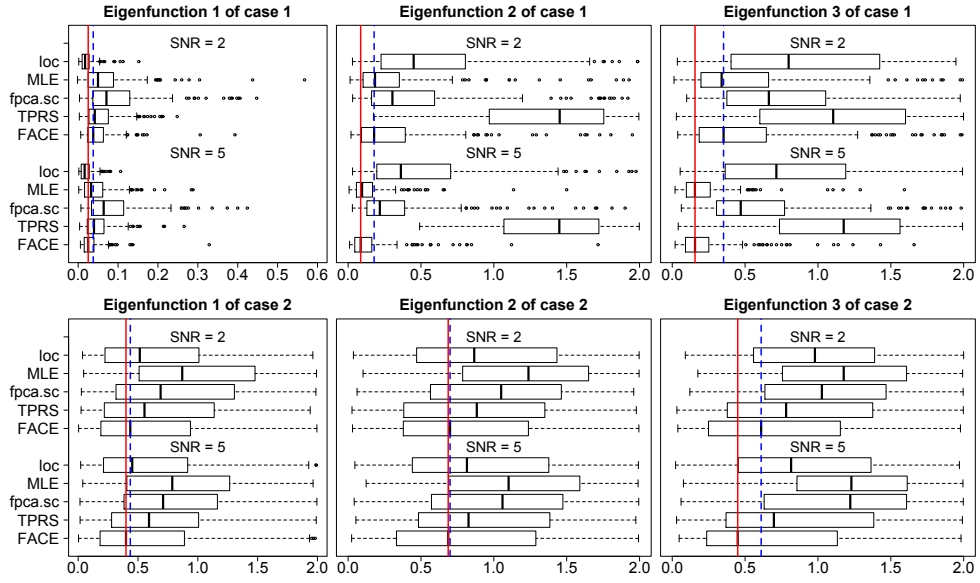 Eigenfunction 1 of case 1
Eigenfunction 2 of case 1
Eigenfunction 3 of case 1
SNR = 2
SNR = 2
SNR = 2
loc
MLE
fpca.sc
TPRS
FACE
SNR = 5
SNR = 5
SNR = 5
loc
MLE
fpca.sc
TPRS
FACE
0.0 0.1 0.2 0.3 0.4 0.5 0.6
0.0 0.5 1.0 1.5 2.0
0.0 0.5 1.0 1.5 2.0
Eigenfunction 1 of case 2
Eigenfunction 2 of case 2
Eigenfunction 3 of case 2
SNR = 2
SNR = 2
SNR = 2
loc
MLE
fpca.sc
TPRS
FACE
SNR = 5
SNR = 5
SNR = 5
loc
MLE
fpca.sc
TPRS
FACE
0.0 0.5 1.0 1.5 2.0
0.0 0.5 1.0 1.5 2.0
0.0 0.5 1.0 1.5 2.0